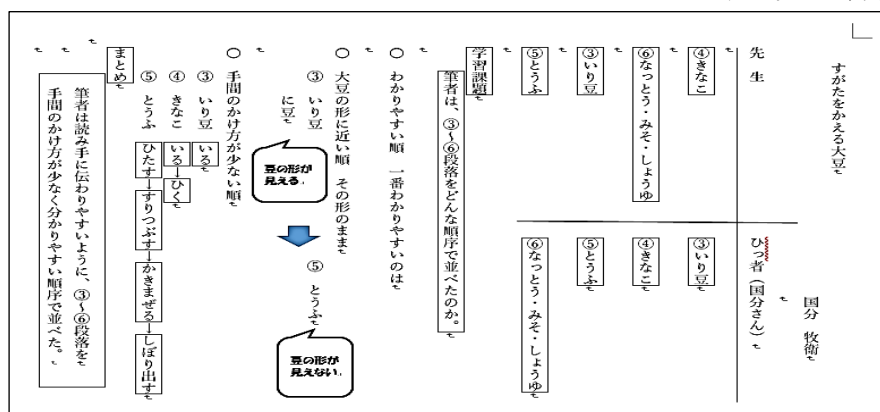 すがたをかえる大豆
国分 牧衛
先 生
ひっ者（国分さん）
④きなこ
③いり豆
⑥なっとう・みそ・しょうゆ
④きなこ
③いり豆
⑤とうふ
⑤とうふ
⑥なっとう・みそ・しょうゆ
学習課題
筆者は、③～⑥段落をどんな順序で並べたのか。
○ わかりやすい順 一番わかりやすいのは
○ 大豆の形に近い順 その形のまま
③ いり豆
に豆
豆の形が
見える。
⑤ とうふ
豆の形が
見えない。
○ 手間のかけ方が少ない順
③ いり豆 いる
④ きなこ いる→ひく
⑤ とうふ ひたす→すりつぶす→かきまぜる→しぼり出す
まとめ
筆者は読み手に伝わりやすいように、③～⑥段落を
手間のかけ方が少なく分かりやすい順序で並べた。